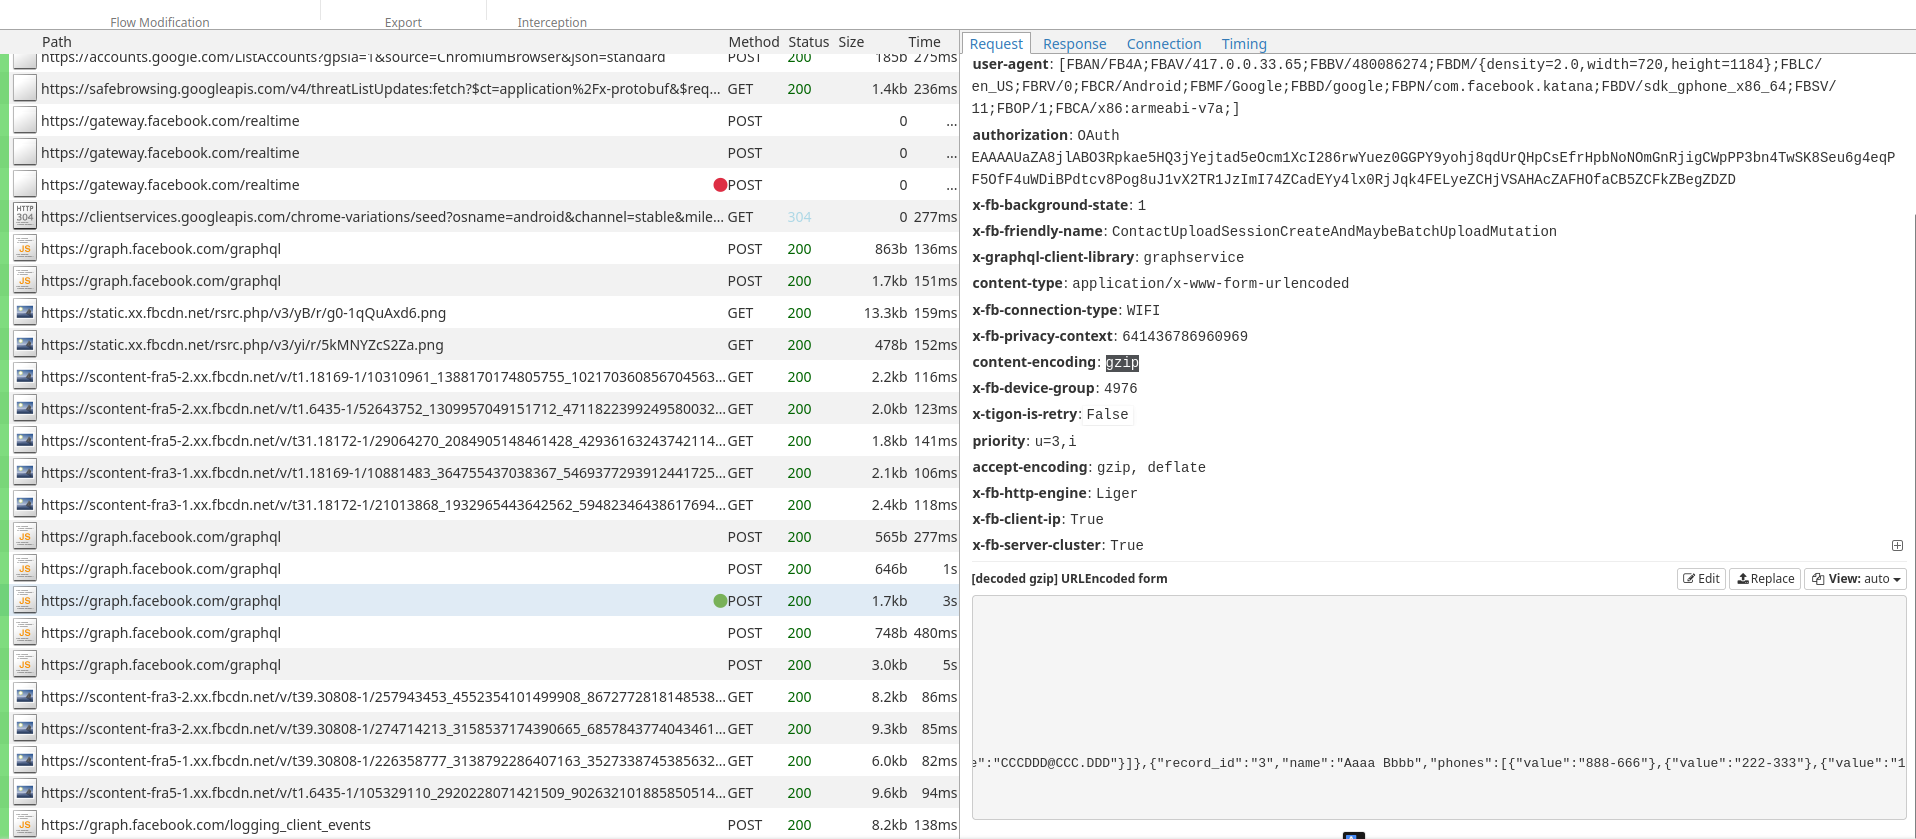 Flow Modification Export Interception
Path Method Status Size Time
https://accounts.google.com/ListAccounts?gpsia=1&source=ChromiumBrowser&json=standard POST 200 185b 275ms
https://safebrowsing.googleapis.com/v4/threatListUpdates:fetch?$ct=application%2Fx-protobuf&$req... GET 200 1.4kb 236ms
https://gateway.facebook.com/realtime POST 0 ...
https://gateway.facebook.com/realtime POST 0 ...
https://gateway.facebook.com/realtime POST 0 ...
HTTP 304 https://clientservices.googleapis.com/chrome-variations/seed?osname=android&channel=stable&mile... GET 304 0 277ms
JS https://graph.facebook.com/graphql POST 200 863b 136ms
JS https://graph.facebook.com/graphql POST 200 1.7kb 151ms
https://static.xx.fbcdn.net/rsrc.php/v3/yB/r/g0-1qQuAxd6.png GET 200 13.3kb 159ms
https://static.xx.fbcdn.net/rsrc.php/v3/yi/r/5kMNYZcS2Za.png GET 200 478b 152ms
https://scontent-fra5-2.xx.fbcdn.net/v/t1.18169-1/10310961_1388170174805755_102170360856704563... GET 200 2.2kb 116ms
https://scontent-fra5-2.xx.fbcdn.net/v/t1.6435-1/52643752_1309957049151712_4711822399249580032... GET 200 2.0kb 123ms
https://scontent-fra5-2.xx.fbcdn.net/v/t31.18172-1/29064270_2084905148461428_42936163243742114... GET 200 1.8kb 141ms
https://scontent-fra3-1.xx.fbcdn.net/v/t1.18169-1/10881483_364755437038367_5469377293912441725... GET 200 2.1kb 106ms
https://scontent-fra3-1.xx.fbcdn.net/v/t31.18172-1/21013868_1932965443642562_59482346438617694... GET 200 2.4kb 118ms
JS https://graph.facebook.com/graphql POST 200 565b 277ms
JS https://graph.facebook.com/graphql POST 200 646b 1s
JS https://graph.facebook.com/graphql POST 200 1.7kb 3s
JS https://graph.facebook.com/graphql POST 200 748b 480ms
JS https://graph.facebook.com/graphql POST 200 3.0kb 5s
https://scontent-fra3-2.xx.fbcdn.net/v/t39.30808-1/257943453_4552354101499908_8672772818148538... GET 200 8.2kb 86ms
https://scontent-fra3-2.xx.fbcdn.net/v/t39.30808-1/274714213_3158537174390665_6857843774043461... GET 200 9.3kb 85ms
https://scontent-fra5-1.xx.fbcdn.net/v/t39.30808-1/226358777_3138792286407163_3527338745385632... GET 200 6.0kb 82ms
https://scontent-fra5-1.xx.fbcdn.net/v/t1.6435-1/105329110_2920228071421509_902632101885850514... GET 200 9.6kb 94ms
JS https://graph.facebook.com/logging_client_events POST 200 8.2kb 138ms
Request Response Connection Timing
user-agent: [FBAN/FB4A;FBAV/417.0.0.33.65;FBBV/480086274;FBDM/{density=2.0,width=720,height=1184};FBLC/
en_US;FBRV/0;FBCR/Android;FBMF/Google;FBBD/google;FBPN/com.facebook.katana;FBDV/sdk_gphone_x86_64;FBSV/
11;FBOP/1;FBCA/x86:armeabi-v7a;]
authorization: OAuth
EAAAAUaZA8jlABO3Rpkae5HQ3jYejtad5eOcm1XcI286rwYuez0GGPY9yohj8qdUrQHpCsEfrHpbNoNOmGnRjigCWpPP3bn4TwSK8Seu6g4eqP
F5OfF4uWDiBPdtcv8Pog8uJ1vX2TR1JzImI74ZCadEYy4lx0RjJqk4FELyeZCHjVSAHAcZAFHOfaCB5ZCFkZBegZDZD
x-fb-background-state: 1
x-fb-friendly-name: ContactUploadSessionCreateAndMaybeBatchUploadMutation
x-graphql-client-library: graphservice
content-type: application/x-www-form-urlencoded
x-fb-connection-type: WIFI
x-fb-privacy-context: 641436786960969
content-encoding: gzip
x-fb-device-group: 4976
x-tigon-is-retry: False
priority: u=3,i
accept-encoding: gzip, deflate
x-fb-http-engine: Liger
x-fb-client-ip: True
x-fb-server-cluster: True
[decoded gzip] URLEncoded form Edit Replace View: auto
e":"CCCDDD@CCC.DDD"}]},{"record_id":"3","name":"Aaaa Bbbb","phones":[{"value":"888-666"},{"value":"222-333"},{"value":"1